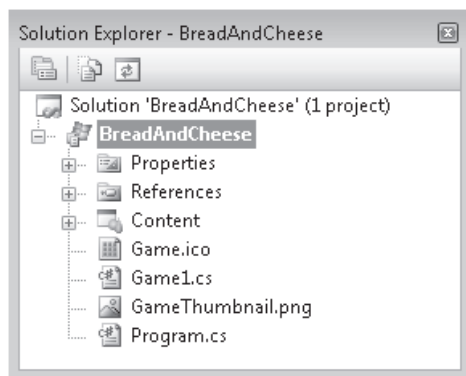 Solution Explorer - BreadAndCheese
Solution 'BreadAndCheese' (1 project)
BreadAndCheese
Properties
References
Content
Game.ico
Game1.cs
GameThumbnail.png
Program.cs